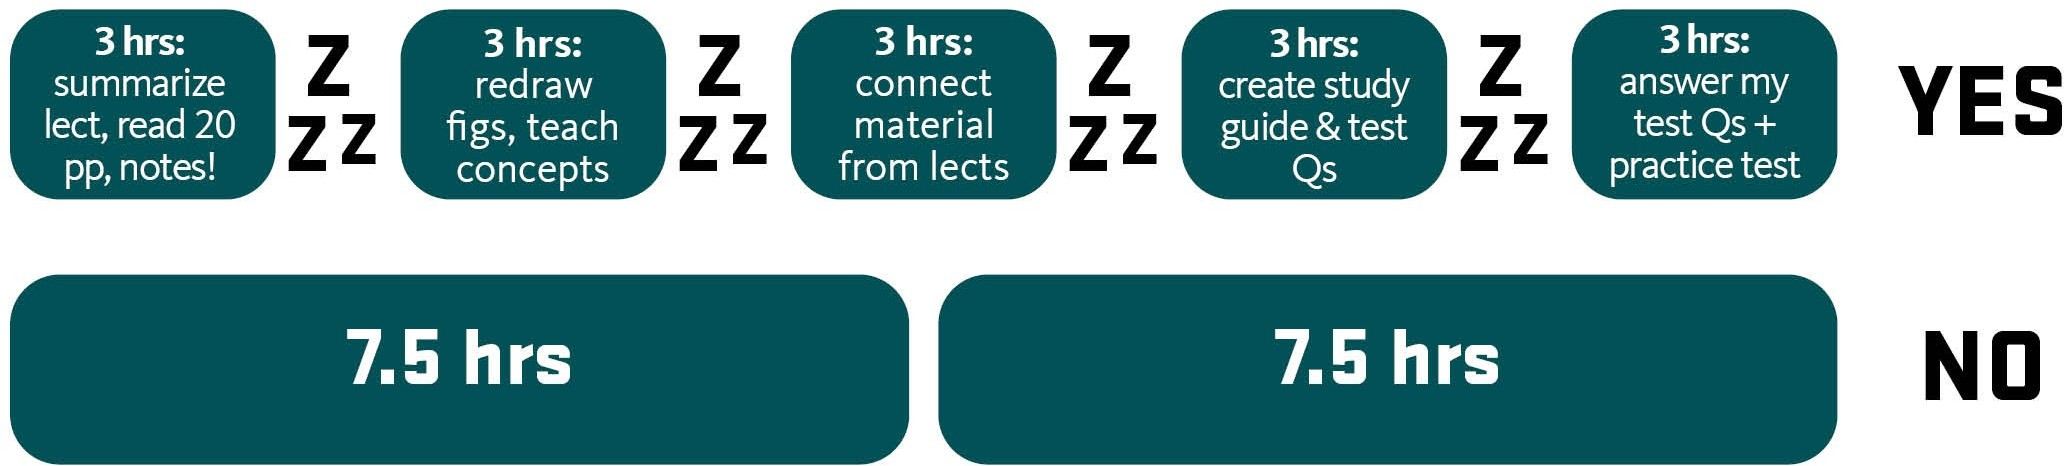 3 hrs:
summarize
lect, read 20
pp, notes!
Z
Z Z
3 hrs:
redraw
figs, teach
concepts
Z
Z Z
3 hrs:
connect
material
from lects
Z
Z Z
3 hrs:
create study
guide & test
Qs
Z
Z Z
3 hrs:
answer my
test Qs +
practice test
YES
7.5 hrs
7.5 hrs
NO